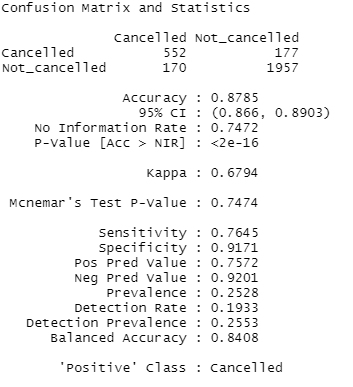 Confusion Matrix and Statistics
Cancelled Not_cancelled
Cancelled 552 177
Not_cancelled 170 1957
Accuracy : 0.8785
95% CI : (0.866, 0.8903)
No Information Rate : 0.7472
P-Value [Acc > NIR] : <2e-16
Kappa : 0.6794
Mcnemar's Test P-Value : 0.7474
Sensitivity : 0.7645
Specificity : 0.9171
Pos Pred Value : 0.7572
Neg Pred Value : 0.9201
Prevalence : 0.2528
Detection Rate : 0.1933
Detection Prevalence : 0.2553
Balanced Accuracy : 0.8408
'Positive' Class : Cancelled